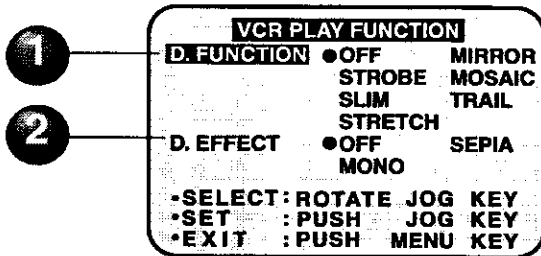 VCR PLAY FUNCTION
1 D. FUNCTION ●OFF MIRROR
STROBE MOSAIC
SLIM TRAIL
STRETCH
2 D. EFFECT ●OFF SEPIA
MONO
•SELECT:ROTATE JOG KEY
•SET :PUSH JOG KEY
•EXIT :PUSH MENU KEY